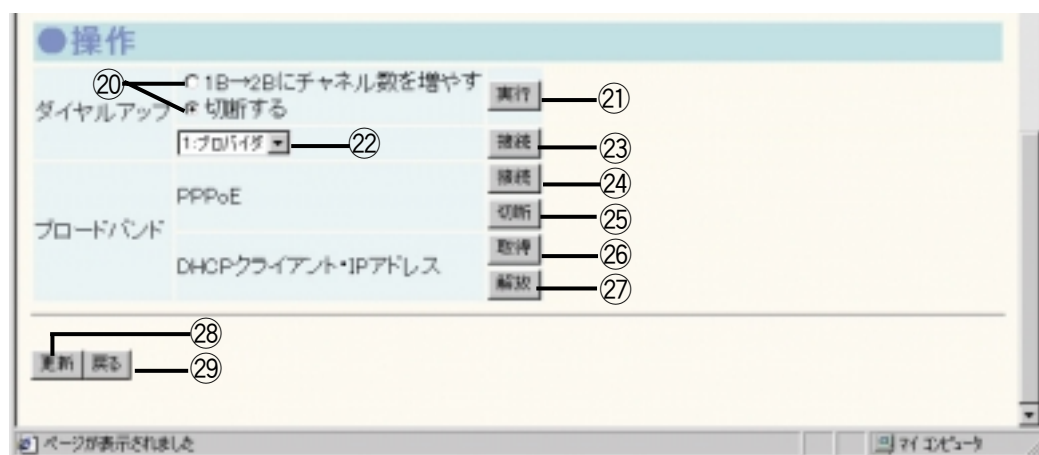 ●操作
⑳
1B→2Bにチャネル数を増やす
ダイヤルアップ
切断する
実行
㉑
1:プロバイダ
㉒
接続
㉓
PPPoE
接続
㉔
切断
㉕
ブロードバンド
DHCPクライアント・IPアドレス
取得
㉖
解放
㉗
㉘
更新 戻る
㉙
ページが表示されました
マイ コンピュータ